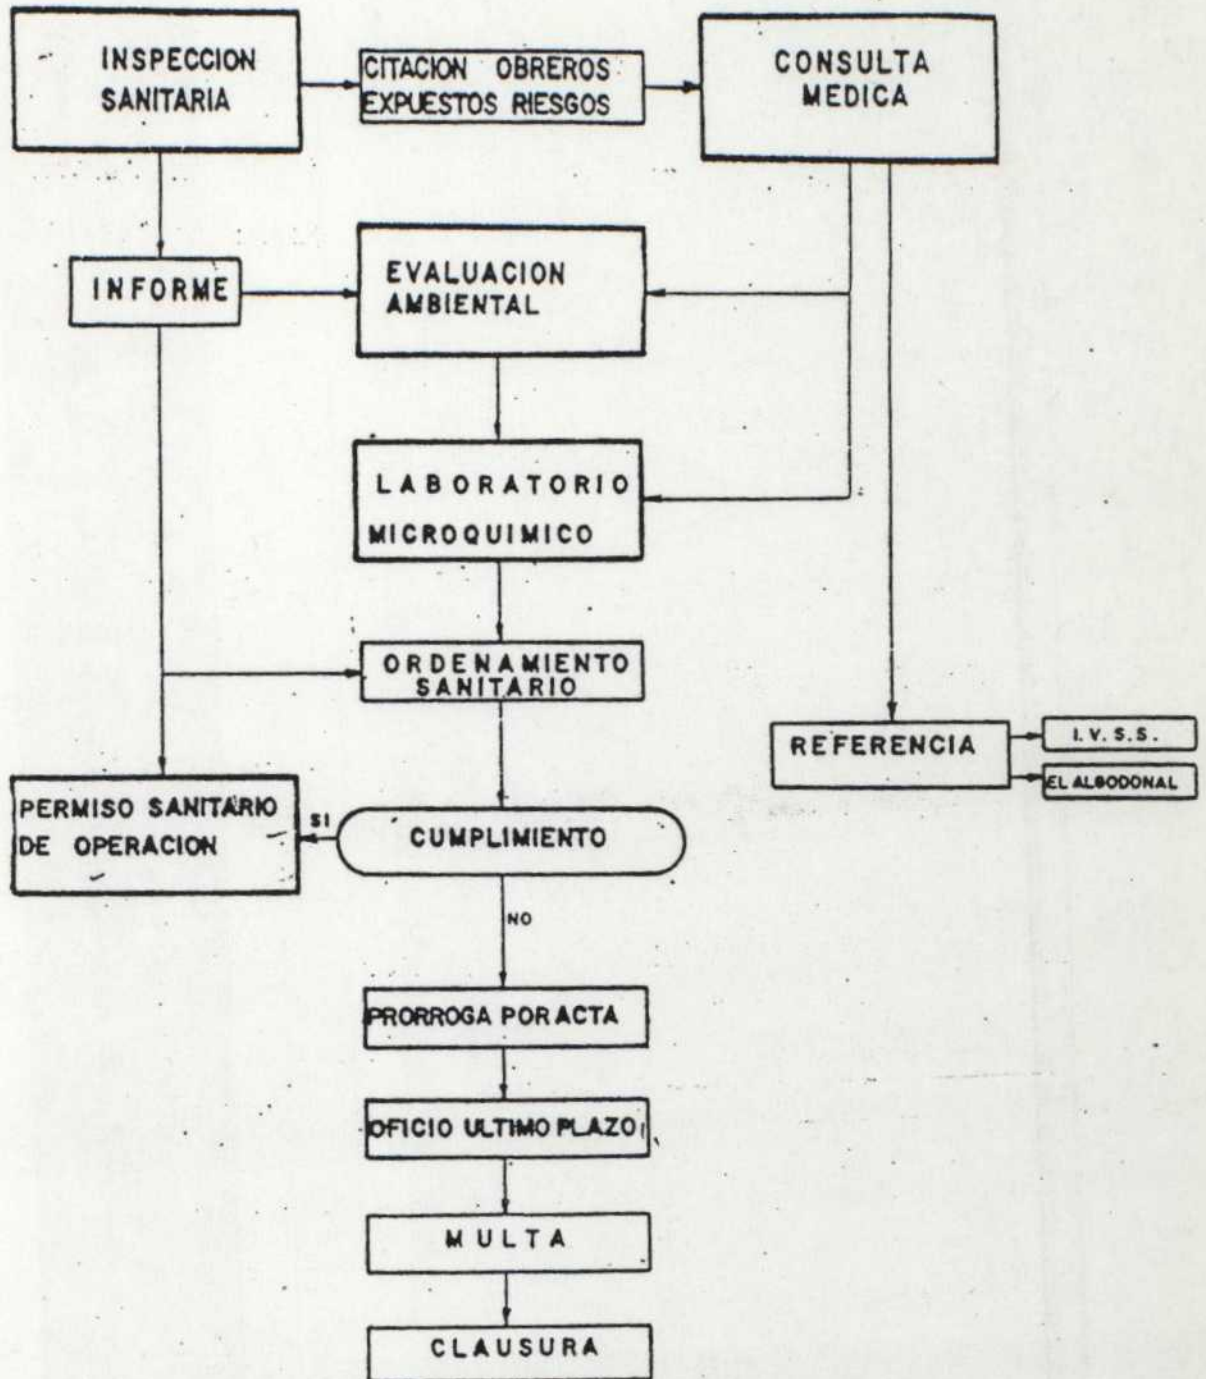 INSPECCION
SANITARIA
CITACION OBREROS
EXPUESTOS RIESGOS
CONSULTA
MEDICA
INFORME
EVALUACION
AMBIENTAL
LABORATORIO
MICROQUIMICO
ORDENAMIENTO
SANITARIO
REFERENCIA
I.V.S.S.
EL ALGODONAL
PERMISO SANITARIO
DE OPERACION
SI
CUMPLIMIENTO
NO
PRORROGA POR ACTA
OFICIO ULTIMO PLAZO
MULTA
CLAUSURA